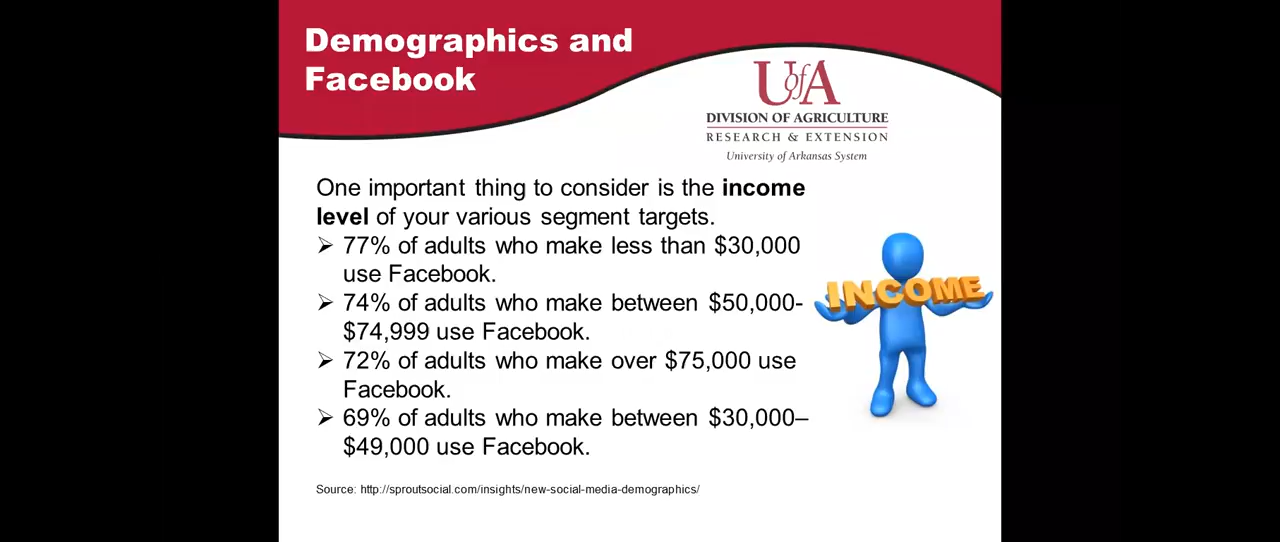 Demographics and
Facebook
UofA
DIVISION OF AGRICULTURE
RESEARCH & EXTENSION
University of Arkansas System
One important thing to consider is the income
level of your various segment targets.
➢ 77% of adults who make less than $30,000
use Facebook.
➢ 74% of adults who make between $50,000-
$74,999 use Facebook.
➢ 72% of adults who make over $75,000 use
Facebook.
➢ 69% of adults who make between $30,000–
$49,000 use Facebook.
INCOME
Source: http://sproutsocial.com/insights/new-social-media-demographics/